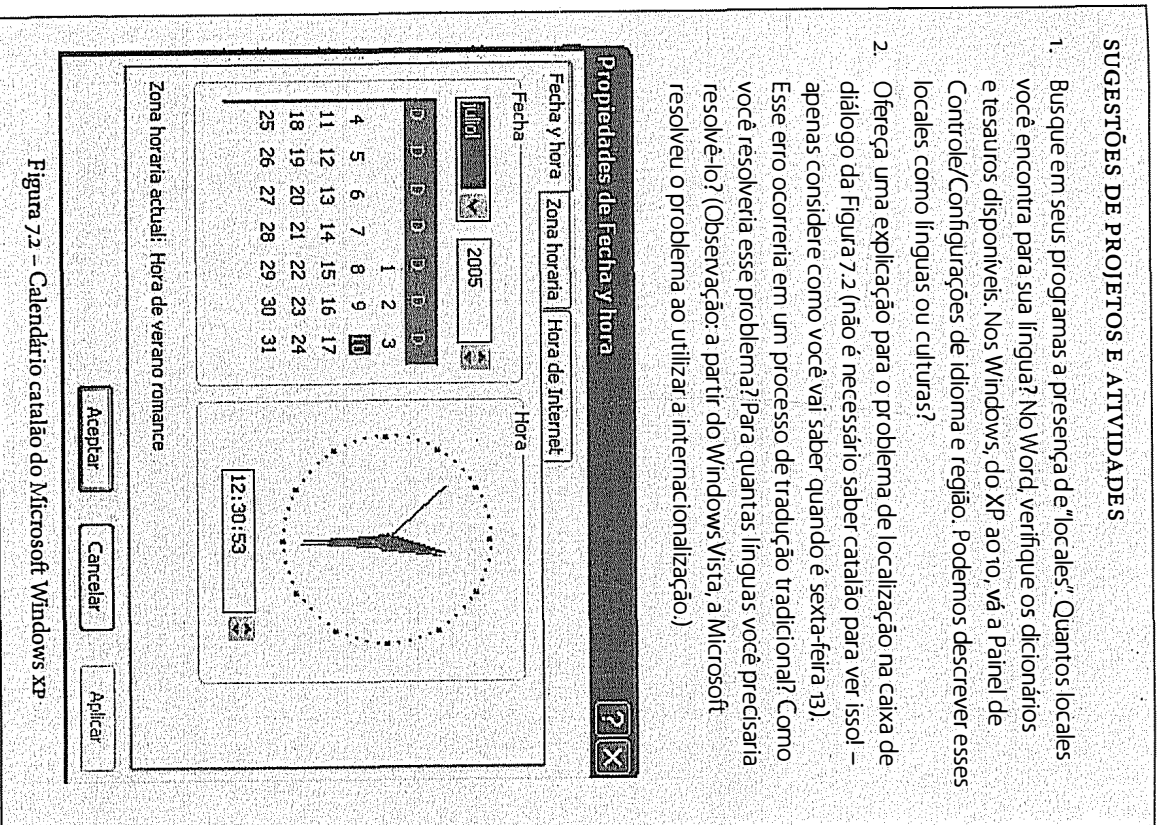 SUGESTÕES DE PROJETOS E ATIVIDADES
1. Busque em seus programas a presença de "locales". Quantos locales
você encontra para sua língua? No Word, verifique os dicionários
e tesauros disponíveis. Nos Windows, do XP ao 10, vá a Painel de
Controle/Configurações de idioma e região. Podemos descrever esses
locales como línguas ou culturas?
2. Ofereça uma explicação para o problema de localização na caixa de
diálogo da Figura 7.2 (não é necessário saber catalão para ver isso! –
apenas considere como você vai saber quando é sexta-feira 13).
Esse erro ocorreria em um processo de tradução tradicional? Como
você resolveria esse problema? Para quantas línguas você precisaria
resolvê-lo? (Observação: a partir do Windows Vista, a Microsoft
resolveu o problema ao utilizar a internacionalização.)
Propiedades de Fecha y hora
Fecha y hora Zona horaria Hora de Internet
Fecha
2005
D D D D D D D
1 2 3
4 5 6 7 8 9 10
11 12 13 14 15 16 17
18 19 20 21 22 23 24
25 26 27 28 29 30 31
Hora
12:30:53
Zona horaria actual: Hora de verano romance
Aceptar Cancelar Aplicar
Figura 7.2 – Calendário catalão do Microsoft Windows XP